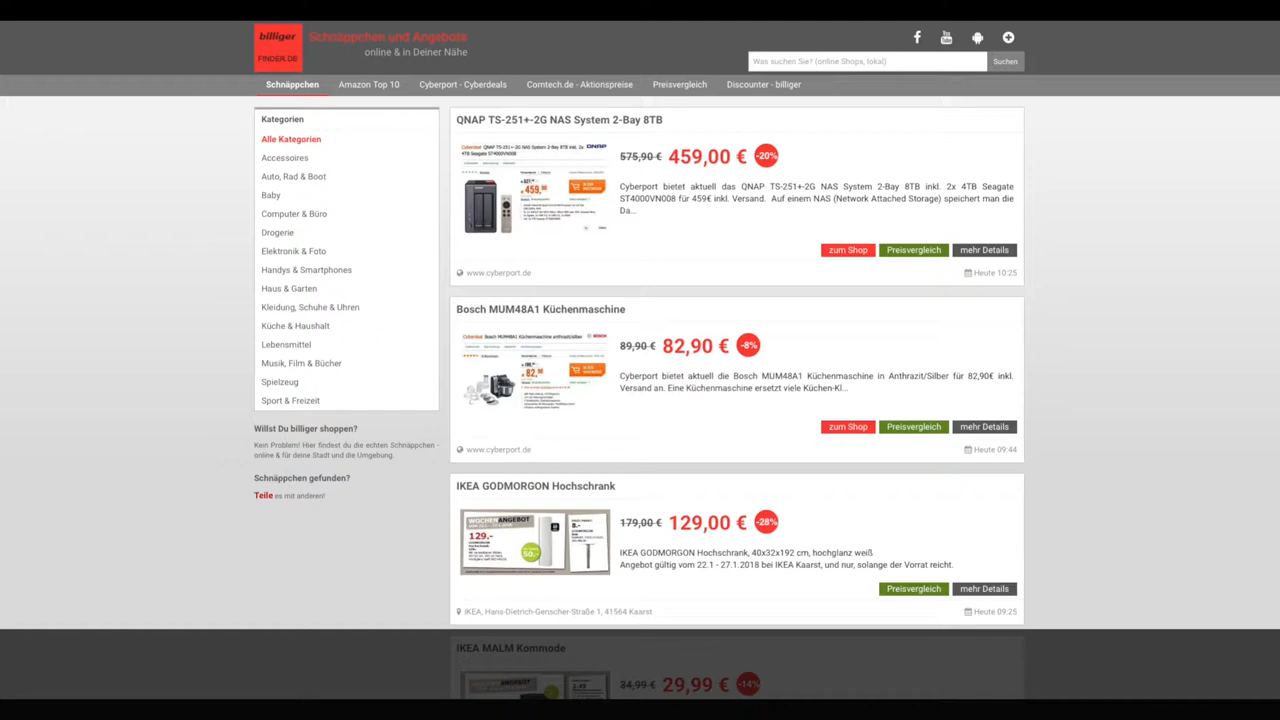 billiger
FINDER.DE
Schnäppchen und Angebote
online & in Deiner Nähe
Was suchen Sie? (online Shops, lokal)
Suchen
Schnäppchen
Amazon Top 10
Cyberport - Cyberdeals
Comtech.de - Aktionspreise
Preisvergleich
Discounter - billiger
Kategorien
Alle Kategorien
Accessoires
Auto, Rad & Boot
Baby
Computer & Büro
Drogerie
Elektronik & Foto
Handys & Smartphones
Haus & Garten
Kleidung, Schuhe & Uhren
Küche & Haushalt
Lebensmittel
Musik, Film & Bücher
Spielzeug
Sport & Freizeit
Willst Du billiger shoppen?
Kein Problem! Hier findest du die echten Schnäppchen -
online & für deine Stadt und die Umgebung.
Schnäppchen gefunden?
Teile es mit anderen!
QNAP TS-251+-2G NAS System 2-Bay 8TB
575,90 € 459,00 € -20%
Cyberport bietet aktuell das QNAP TS-251+-2G NAS System 2-Bay 8TB inkl. 2x 4TB Seagate
ST4000VN008 für 459€ inkl. Versand. Auf einem NAS (Network Attached Storage) speichert man die
Da...
zum Shop
Preisvergleich
mehr Details
www.cyberport.de
Heute 10:25
Bosch MUM48A1 Küchenmaschine
89,90 € 82,90 € -8%
Cyberport bietet aktuell die Bosch MUM48A1 Küchenmaschine in Anthrazit/Silber für 82,90€ inkl.
Versand an. Eine Küchenmaschine ersetzt viele Küchen-Kl...
zum Shop
Preisvergleich
mehr Details
www.cyberport.de
Heute 09:44
IKEA GODMORGON Hochschrank
WOCHENANGEBOT
129.-
179,00 € 129,00 € -28%
IKEA GODMORGON Hochschrank, 40x32x192 cm, hochglanz weiß
Angebot gültig vom 22.1 - 27.1.2018 bei IKEA Kaarst, und nur, solange der Vorrat reicht.
Preisvergleich
mehr Details
IKEA, Hans-Dietrich-Genscher-Straße 1, 41564 Kaarst
Heute 09:25
IKEA MALM Kommode
34,99 € 29,99 € -14%